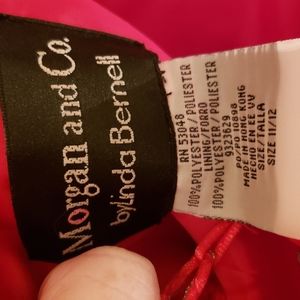 Morgan and Co.
by Linda Bernell
RN 53048
100%POLYESTER / POLIESTER
LINING/FORRO
100%POLYESTER / POLIESTER
9323629
MADE IN HONG KONG
SIZE/TALLA
SIZE 11/12